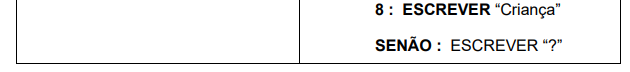 8 : ESCREVER “Criança”
SENÃO : ESCREVER “?”